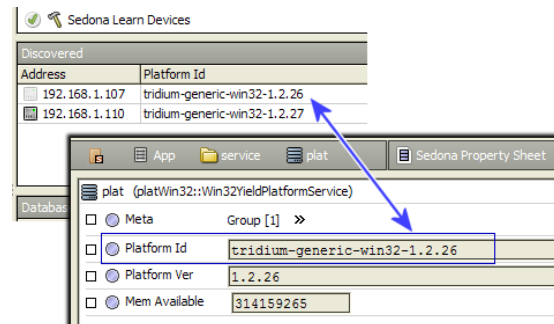 Sedona Learn Devices
Discovered
Address Platform Id
192.168.1.107 tridium-generic-win32-1.2.26
192.168.1.110 tridium-generic-win32-1.2.27
App service plat Sedona Property Sheet
plat (platWin32::Win32YieldPlatformService)
Databas
Meta Group [1] »
Platform Id tridium-generic-win32-1.2.26
Platform Ver 1.2.26
Mem Available 314159265